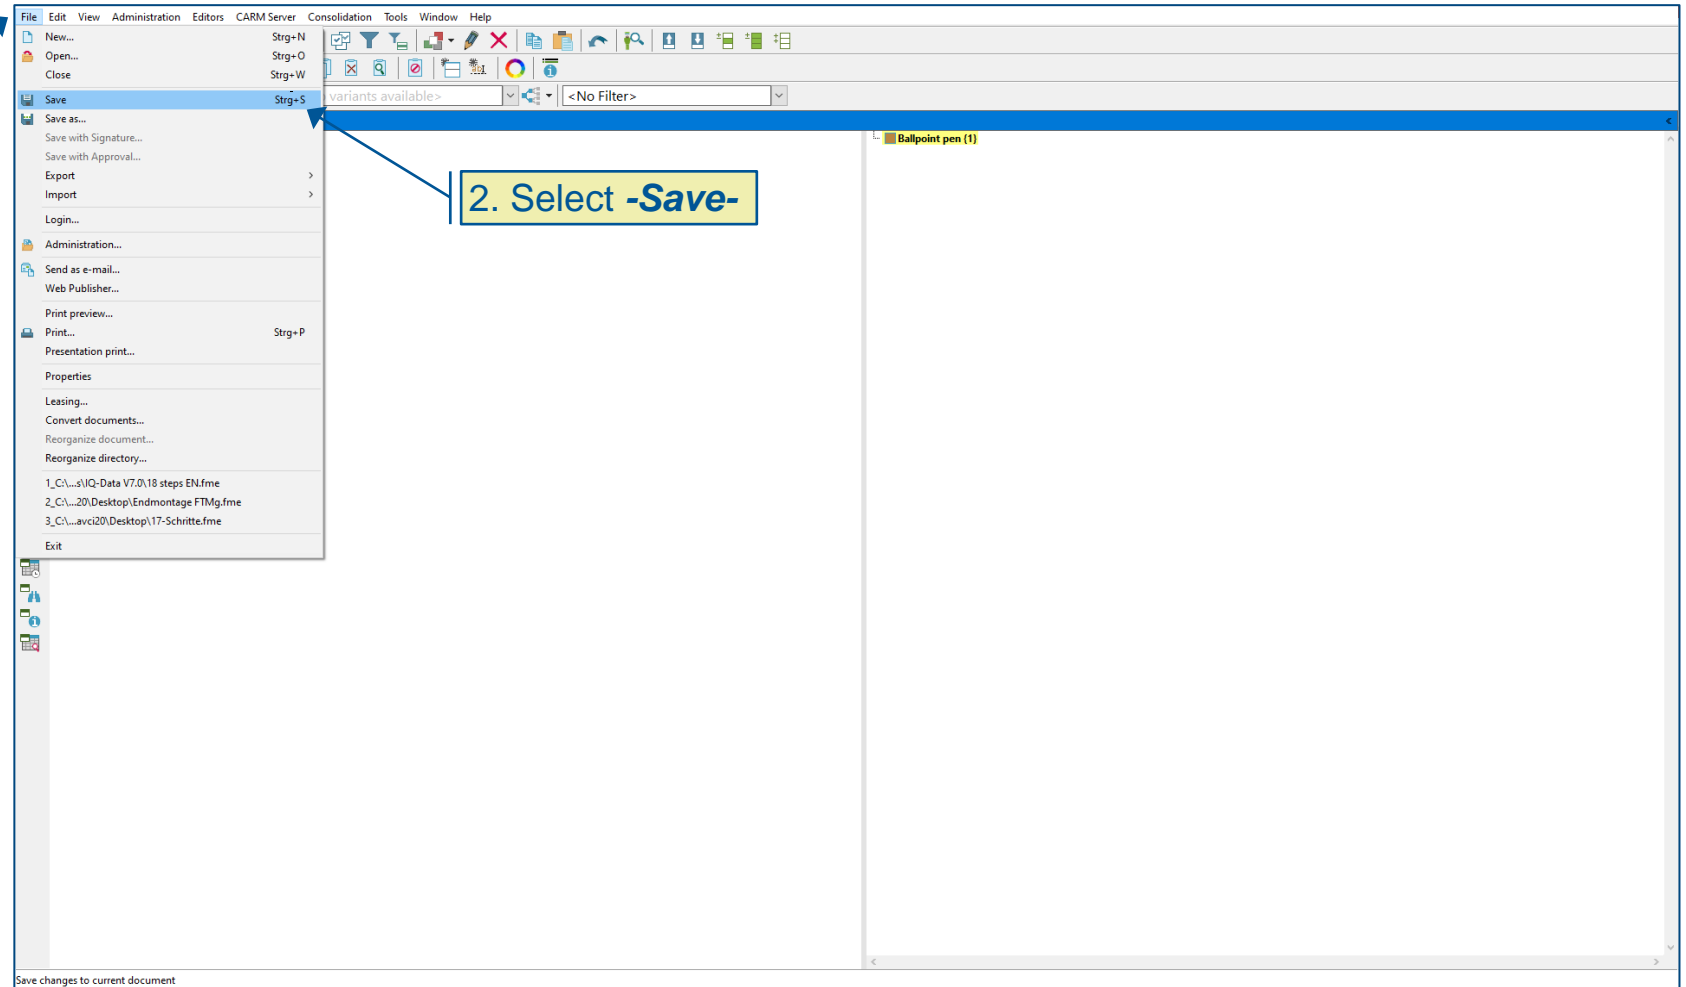 File Edit View Administration Editors CARM Server Consolidation Tools Window Help
New... Strg+N
Open... Strg+O
Close Strg+W
Save Strg+S
variants available> <No Filter>
Save as...
Save with Signature...
Ballpoint pen (1)
Save with Approval...
Export
Import
2. Select -Save-
Login...
Administration...
Send as e-mail...
Web Publisher...
Print preview...
Print... Strg+P
Presentation print...
Properties
Leasing...
Convert documents...
Reorganize document...
Reorganize directory...
1_C:\...s\IQ-Data V7.0\18 steps EN.fme
2_C:\...20\Desktop\Endmontage FTMg.fme
3_C:\...avci20\Desktop\17-Schritte.fme
Exit
Save changes to current document